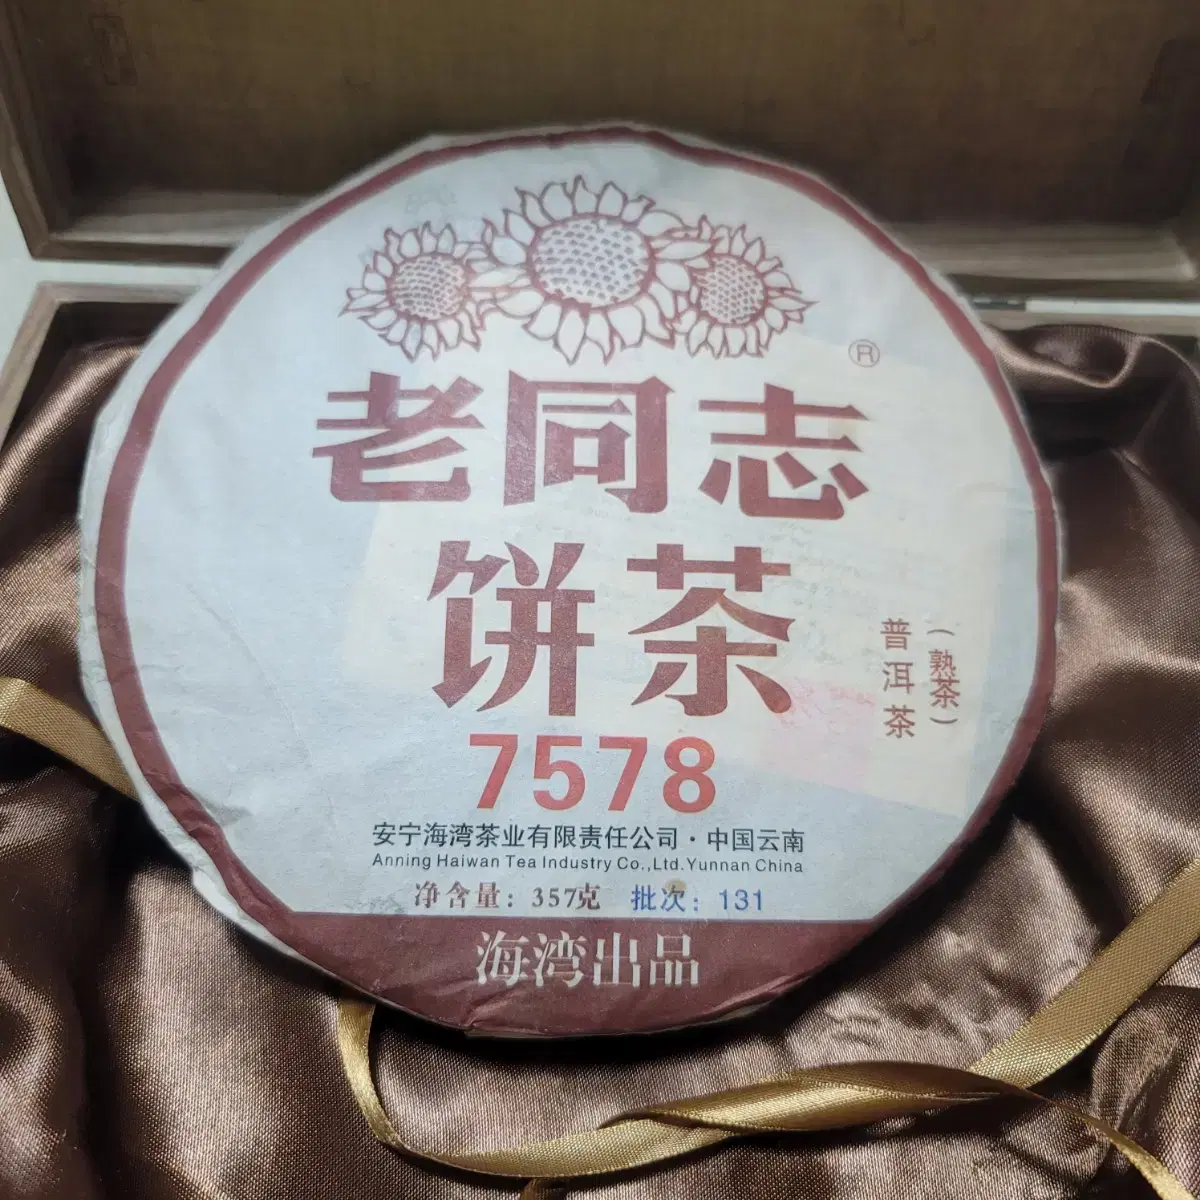 ®
老同志
饼茶
普洱茶
(熟茶)
7578
安宁海湾茶业有限责任公司·中国云南
Anning Haiwan Tea Industry Co.,Ltd.Yunnan China
净含量：357克 批次：131
海湾出品